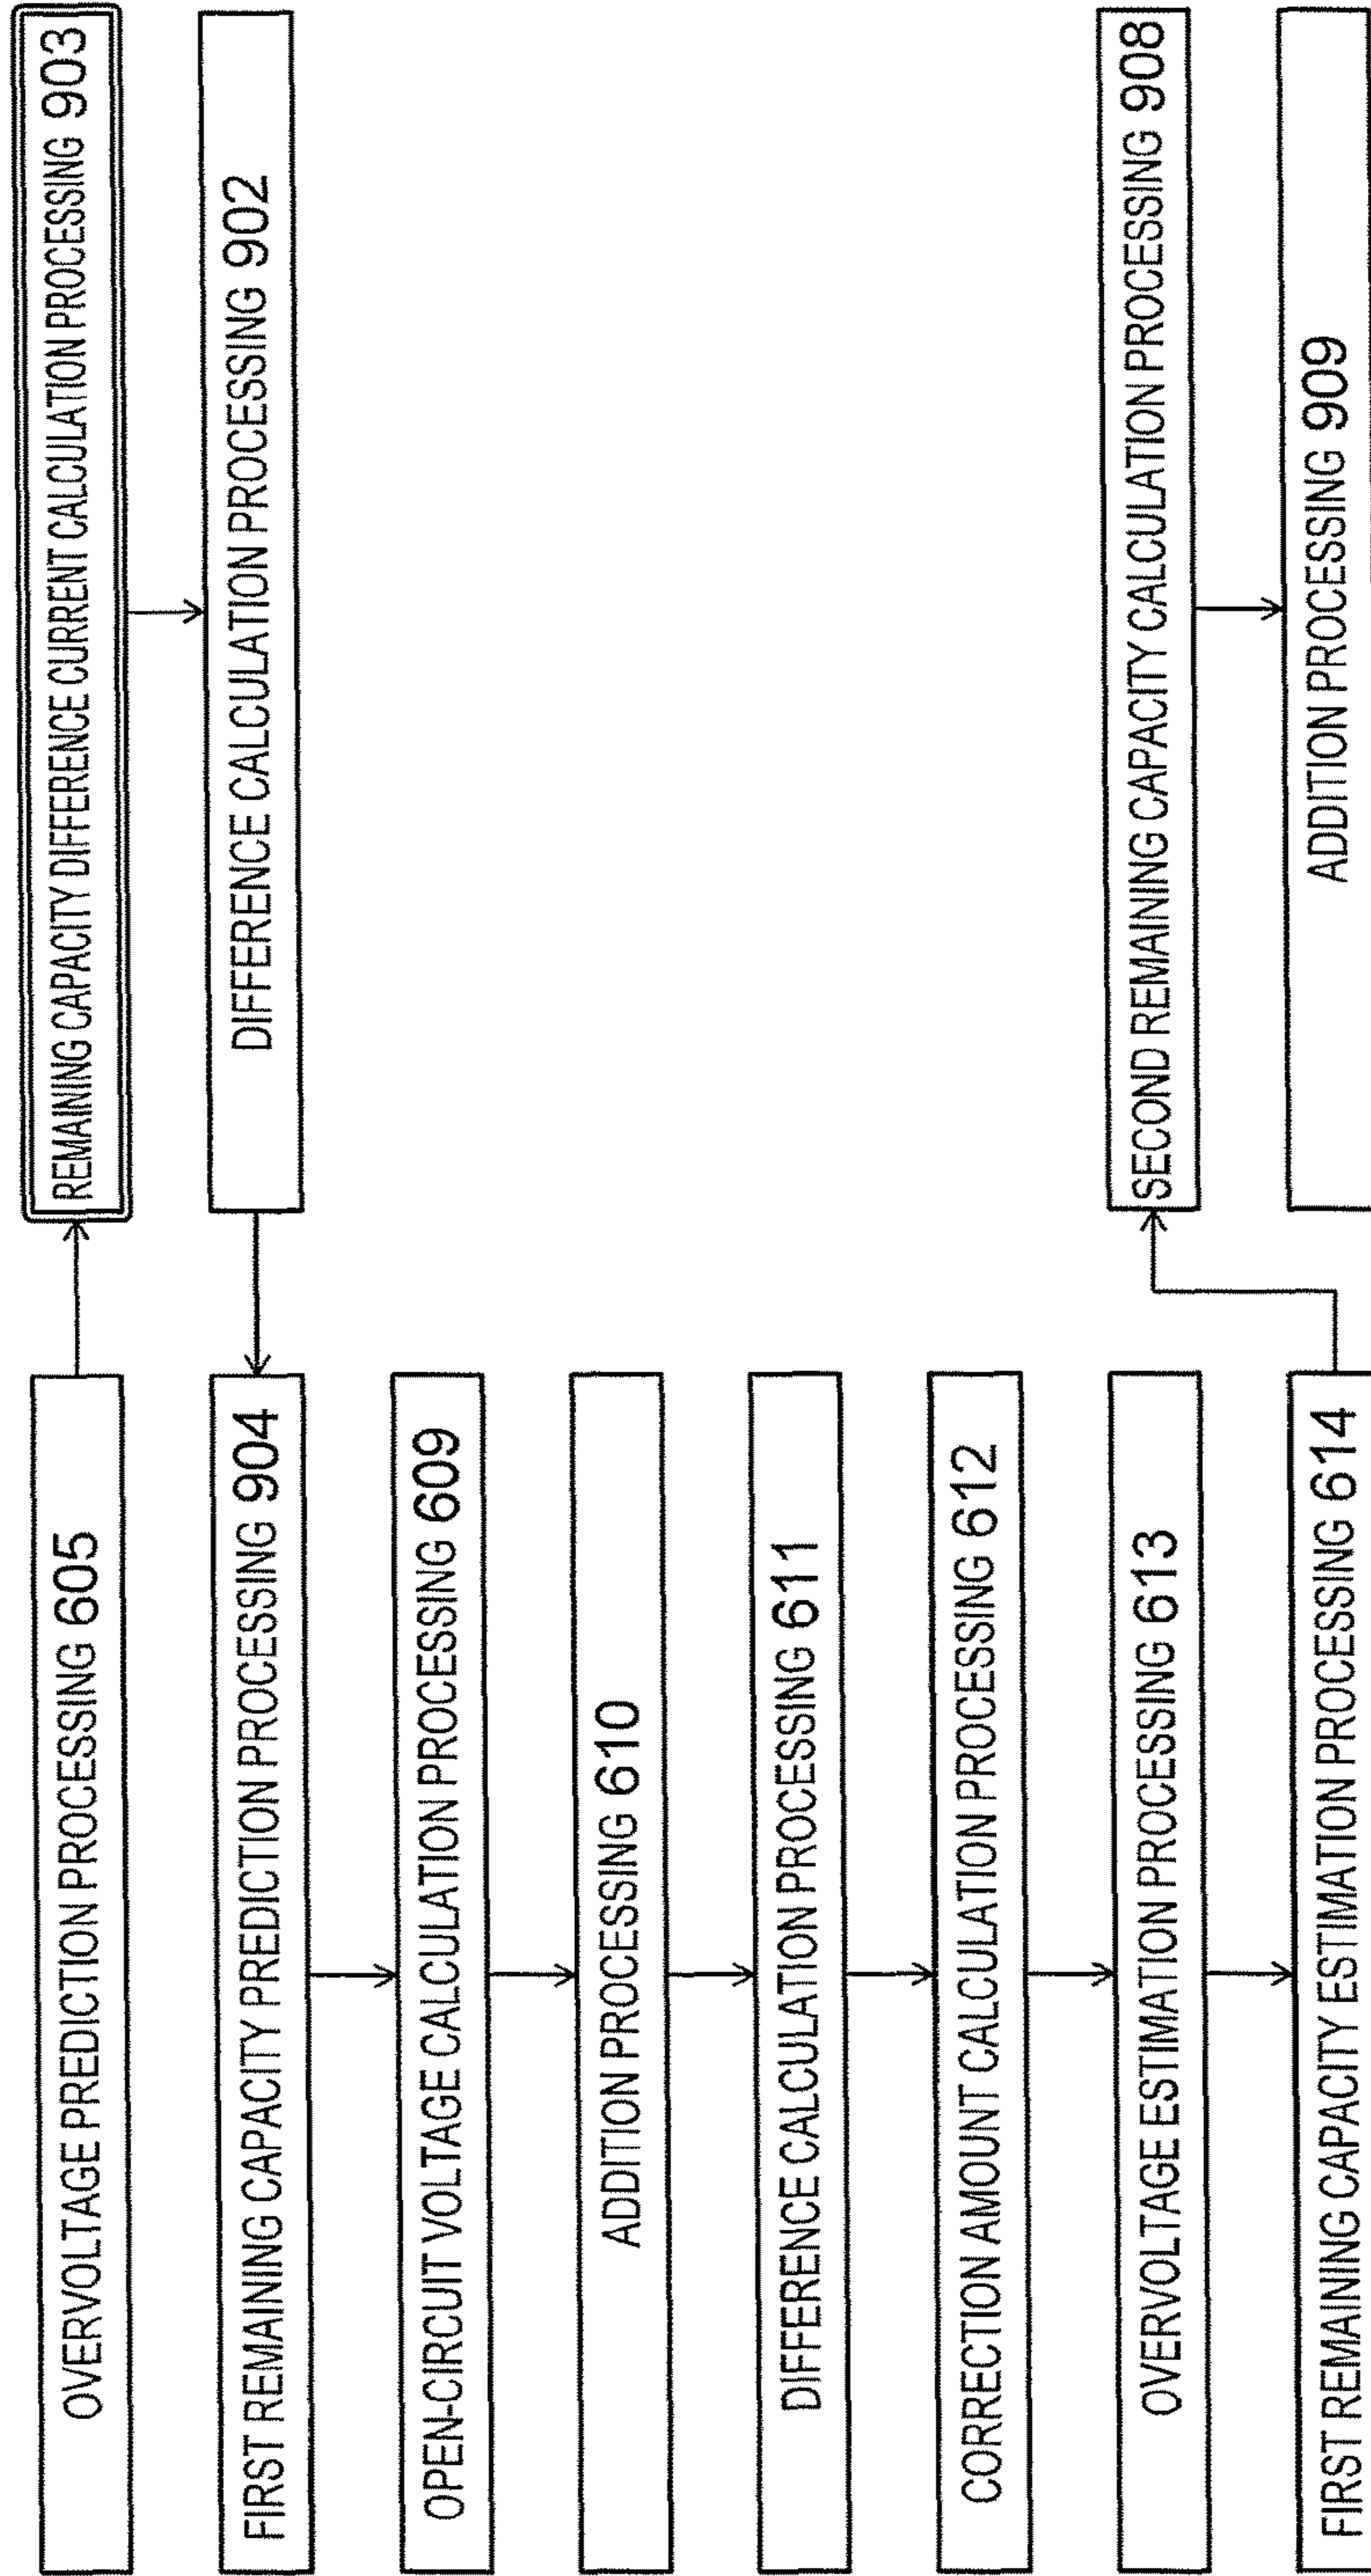 OVERVOLTAGE PREDICTION PROCESSING 605
REMAINING CAPACITY DIFFERENCE CURRENT CALCULATION PROCESSING 903
DIFFERENCE CALCULATION PROCESSING 902
FIRST REMAINING CAPACITY PREDICTION PROCESSING 904
OPEN-CIRCUIT VOLTAGE CALCULATION PROCESSING 609
ADDITION PROCESSING 610
DIFFERENCE CALCULATION PROCESSING 611
CORRECTION AMOUNT CALCULATION PROCESSING 612
OVERVOLTAGE ESTIMATION PROCESSING 613
FIRST REMAINING CAPACITY ESTIMATION PROCESSING 614
SECOND REMAINING CAPACITY CALCULATION PROCESSING 908
ADDITION PROCESSING 909